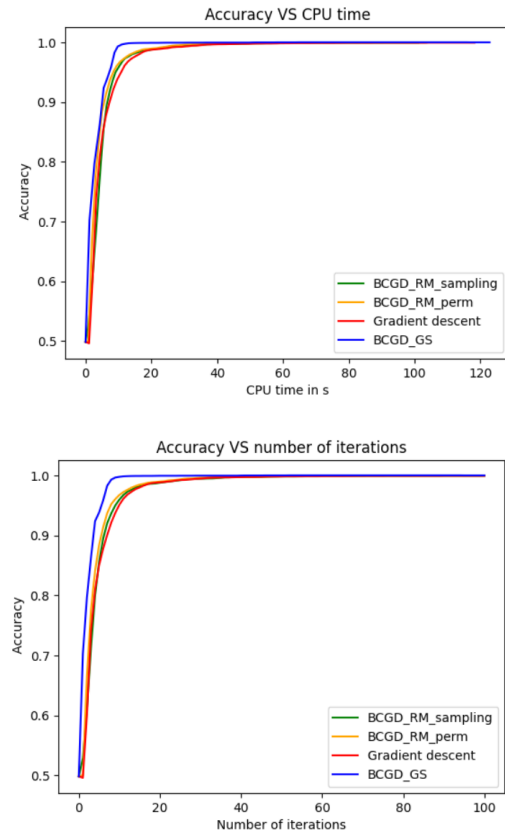 Accuracy VS CPU time
1.0
0.9
0.8
0.7
0.6
0.5
Accuracy
0 20 40 60 80 100 120
CPU time in s
BCGD_RM_sampling
BCGD_RM_perm
Gradient descent
BCGD_GS
Accuracy VS number of iterations
1.0
0.9
0.8
0.7
0.6
0.5
Accuracy
0 20 40 60 80 100
Number of iterations
BCGD_RM_sampling
BCGD_RM_perm
Gradient descent
BCGD_GS